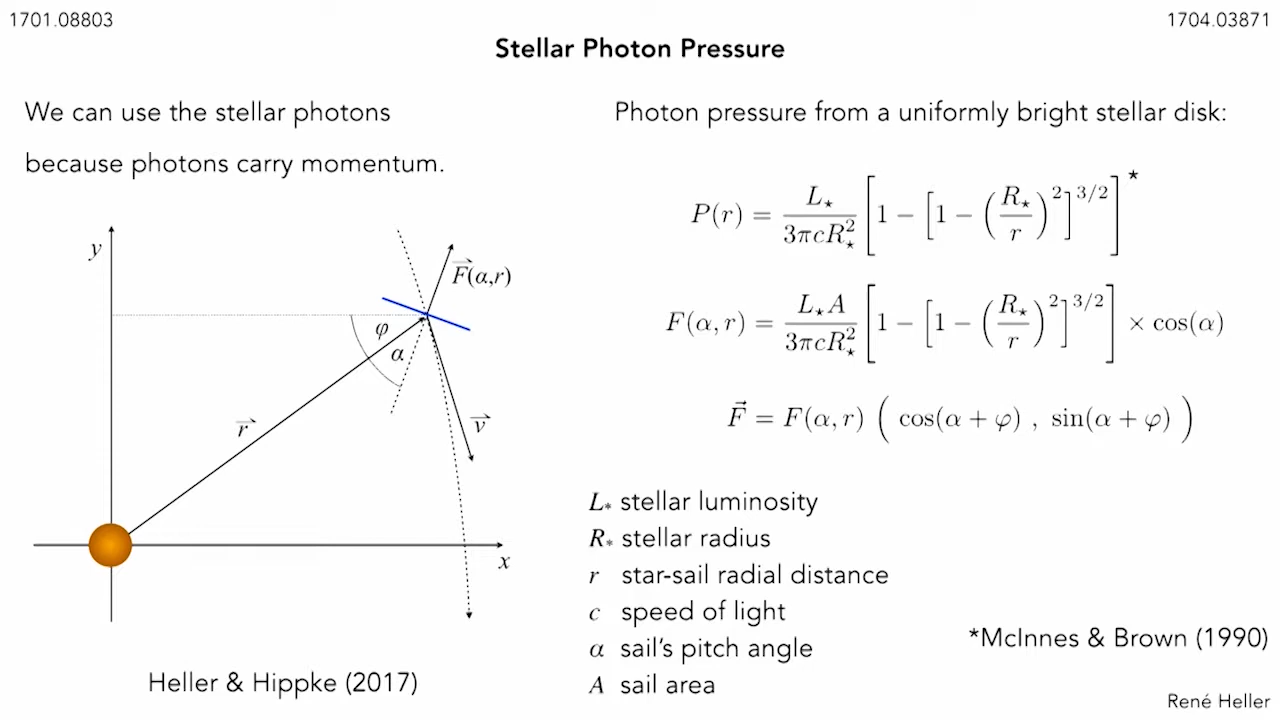 1701.08803
1704.03871
Stellar Photon Pressure
We can use the stellar photons
because photons carry momentum.
y
F⃗(α,r)
φ
α
r⃗
v⃗
x
Heller & Hippke (2017)
Photon pressure from a uniformly bright stellar disk:
P(r) = L⋆ / 3πcR⋆² [1 − [1 − (R⋆ / r)²]^{3/2}] ⋆
F(α, r) = L⋆A / 3πcR⋆² [1 − [1 − (R⋆ / r)²]^{3/2}] × cos(α)
F⃗ = F(α, r) ( cos(α + φ) , sin(α + φ) )
L* stellar luminosity
R* stellar radius
r star-sail radial distance
c speed of light
α sail’s pitch angle
A sail area
*McInnes & Brown (1990)
René Heller